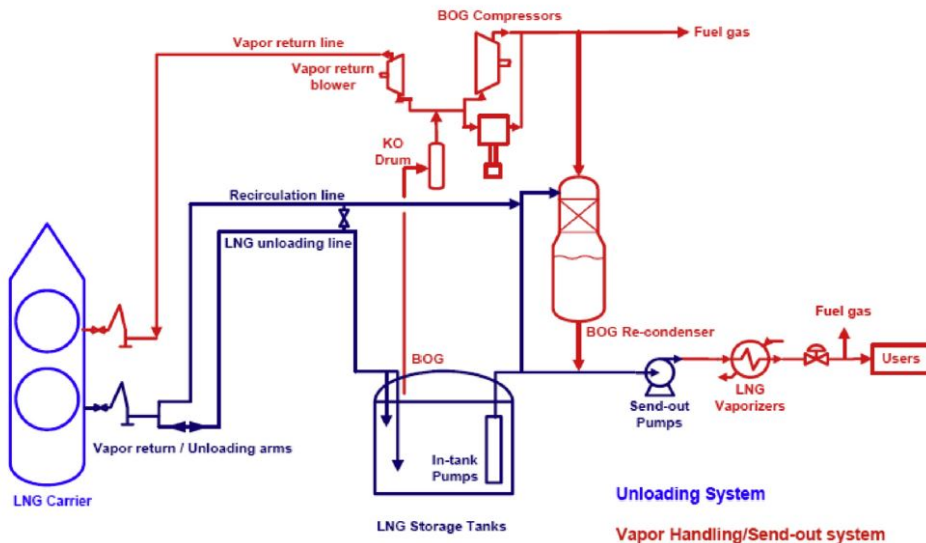 BOG Compressors
Fuel gas
Vapor return line
Vapor return
blower
KO
Drum
Recirculation line
LNG unloading line
BOG Re-condenser
Fuel gas
BOG
Users
LNG
Vaporizers
Send-out
Pumps
Vapor return / Unloading arms
In-tank
Pumps
LNG Carrier
LNG Storage Tanks
Unloading System
Vapor Handling/Send-out system